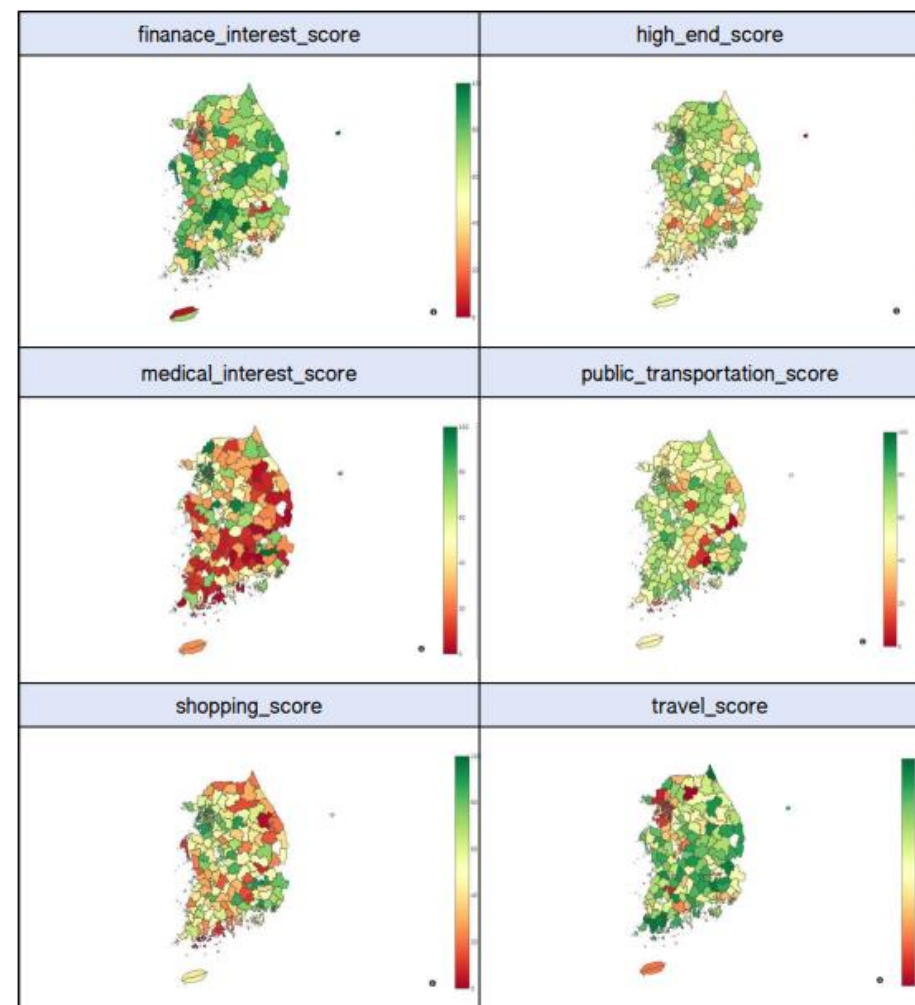 finanace_interest_score
high_end_score
medical_interest_score
public_transportation_score
shopping_score
travel_score